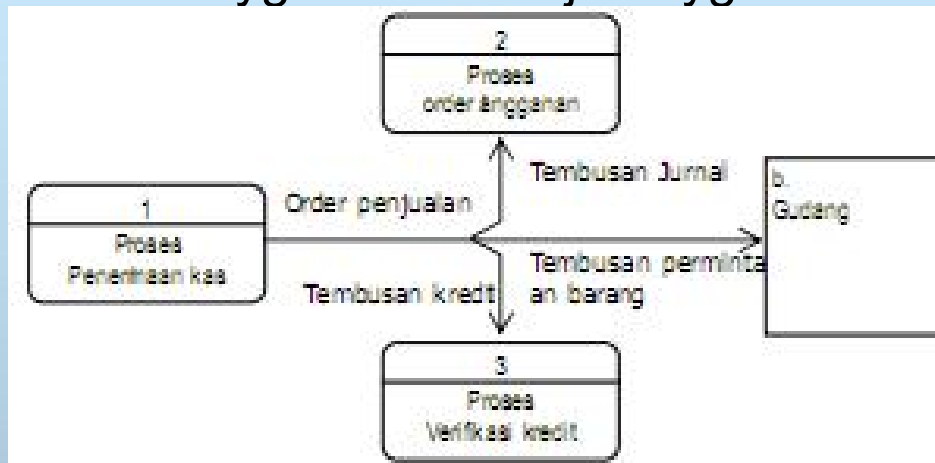 2
Proses
order angganan
Tembusan Jurnal
b.
Gudang
Order penjualan
1
Proses
Penerimaan kas
Tembusan perminta
an barang
Tembusan kredit
3
Proses
Verifikasi kredit